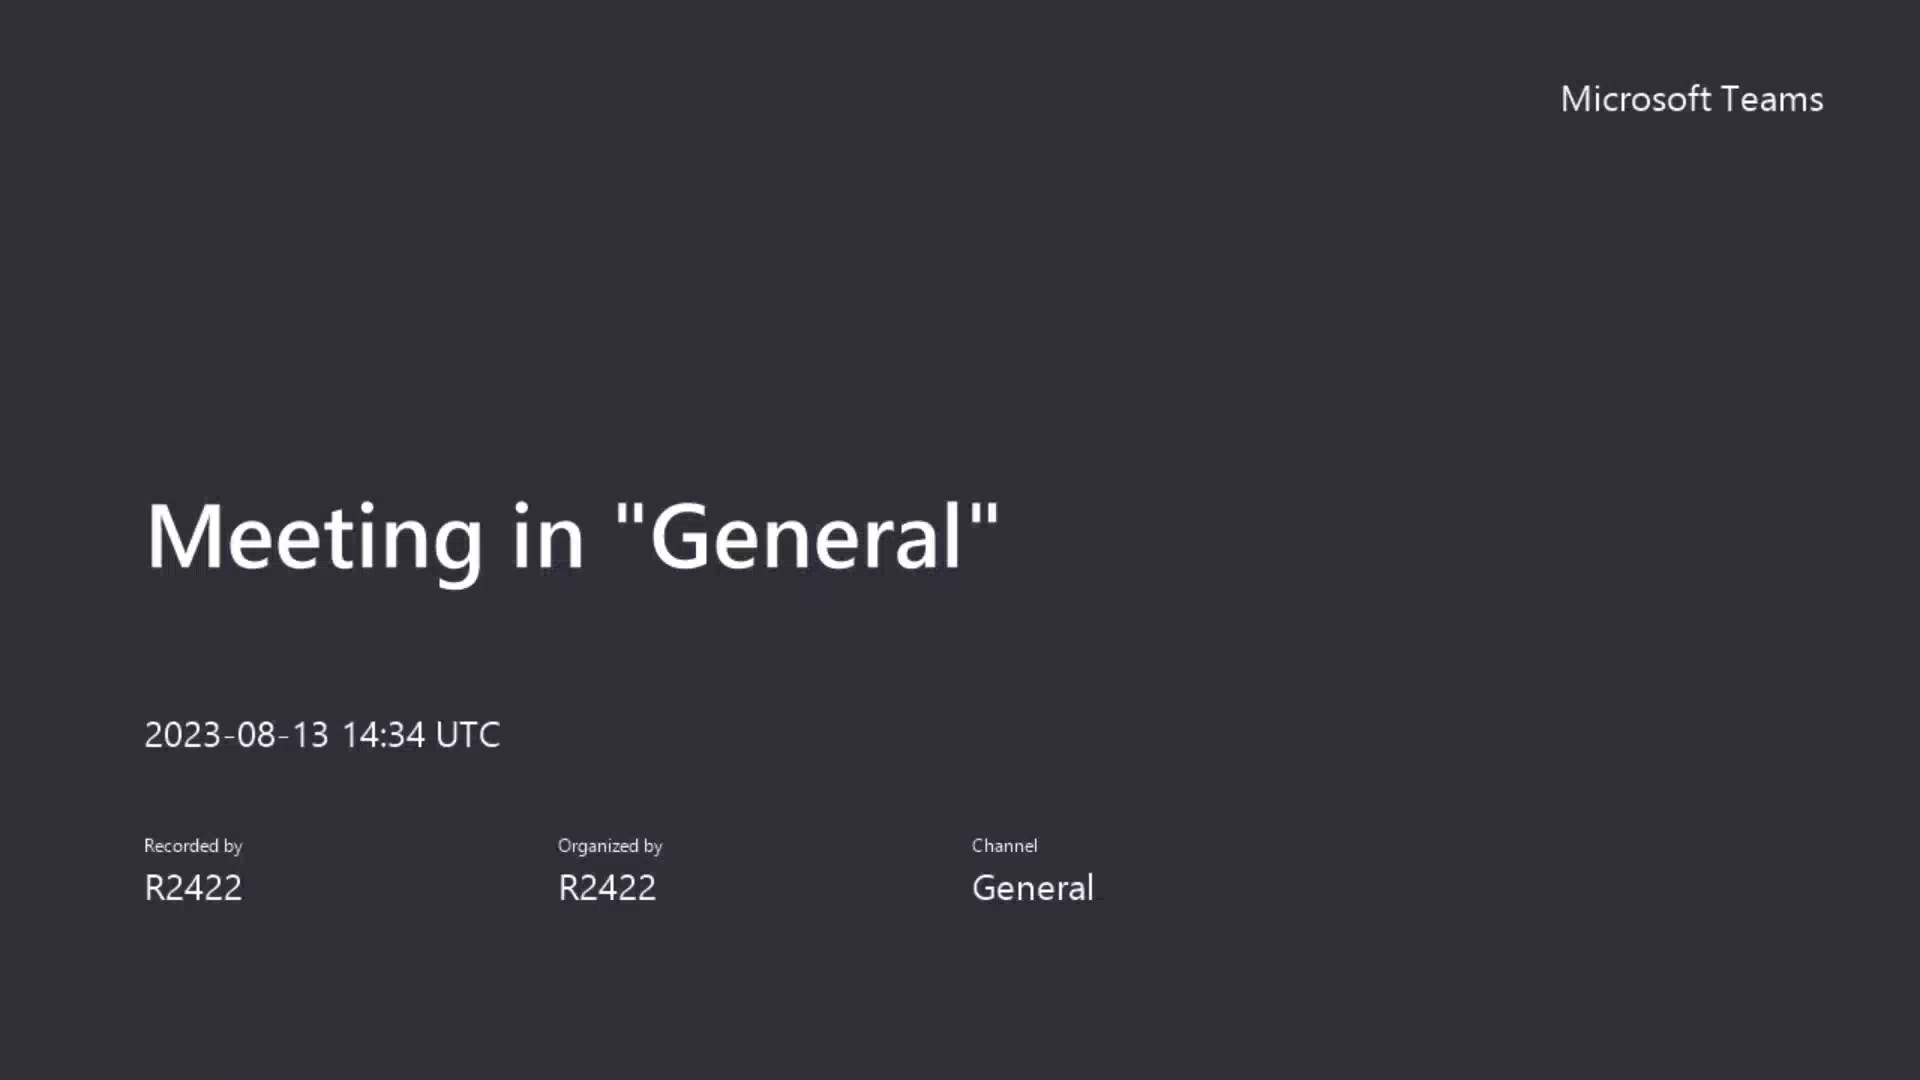 Microsoft Teams
Meeting in "General"
2023-08-13 14:34 UTC
Recorded by
R2422
Organized by
R2422
Channel
General